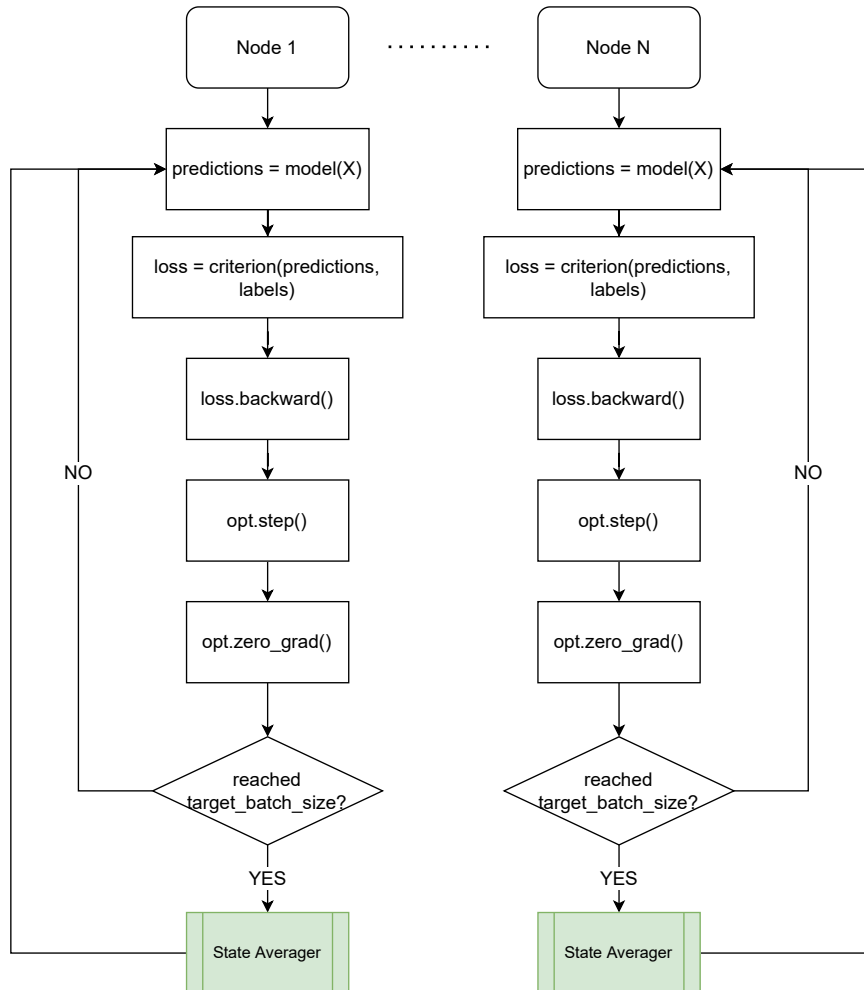 Node 1
Node N
predictions = model(X)
predictions = model(X)
loss = criterion(predictions,
labels)
loss = criterion(predictions,
labels)
loss.backward()
loss.backward()
NO
NO
opt.step()
opt.step()
opt.zero_grad()
opt.zero_grad()
reached
target_batch_size?
reached
target_batch_size?
YES
YES
State Averager
State Averager